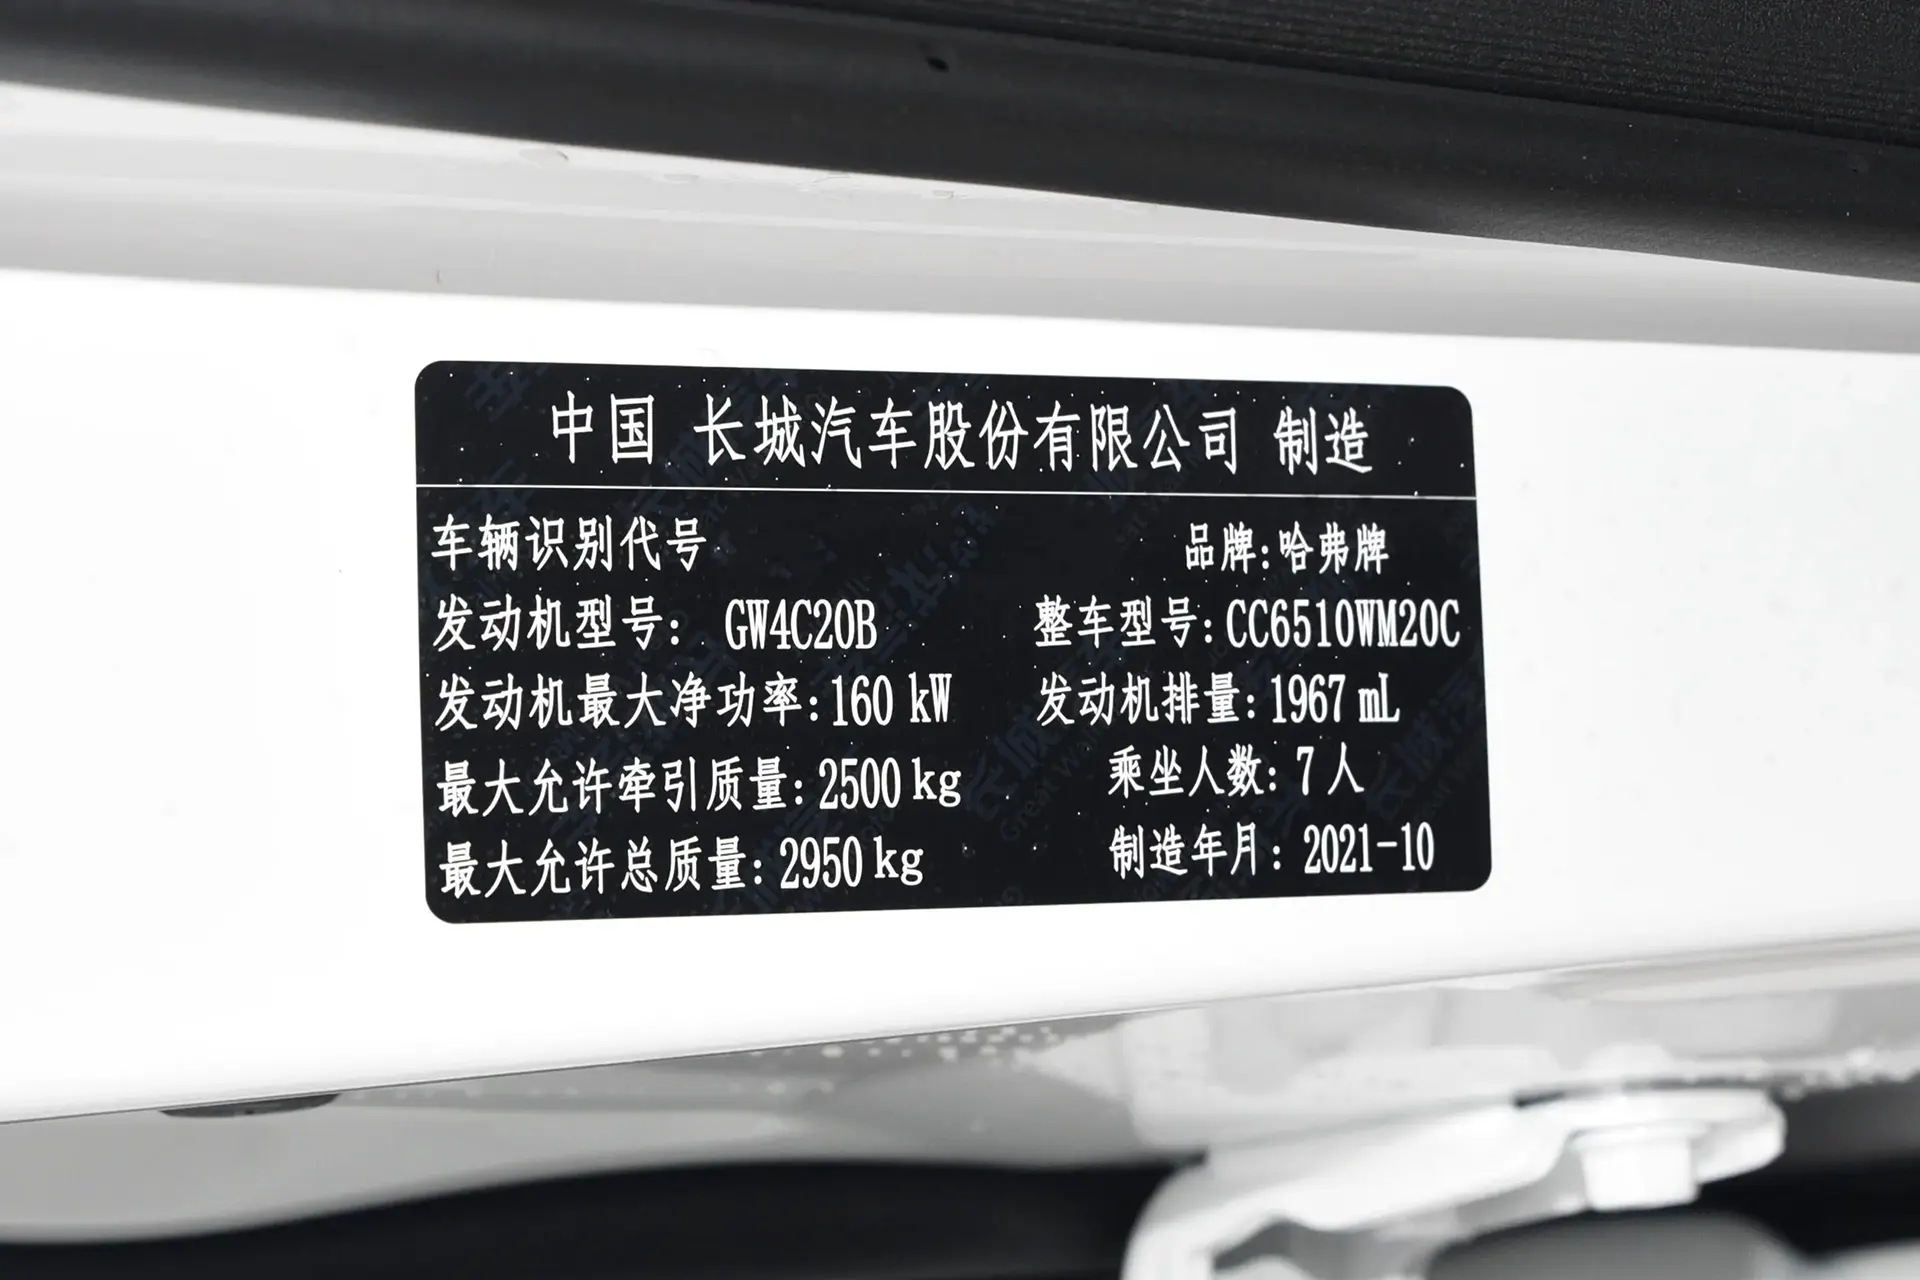 中国 长城汽车股份有限公司 制造
车辆识别代号 品牌:哈弗牌
发动机型号: GW4C20B 整车型号:CC6510WM20C
发动机最大净功率:160 kW 发动机排量:1967 mL
最大允许牵引质量:2500 kg 乘坐人数:7人
最大允许总质量:2950 kg 制造年月:2021-10